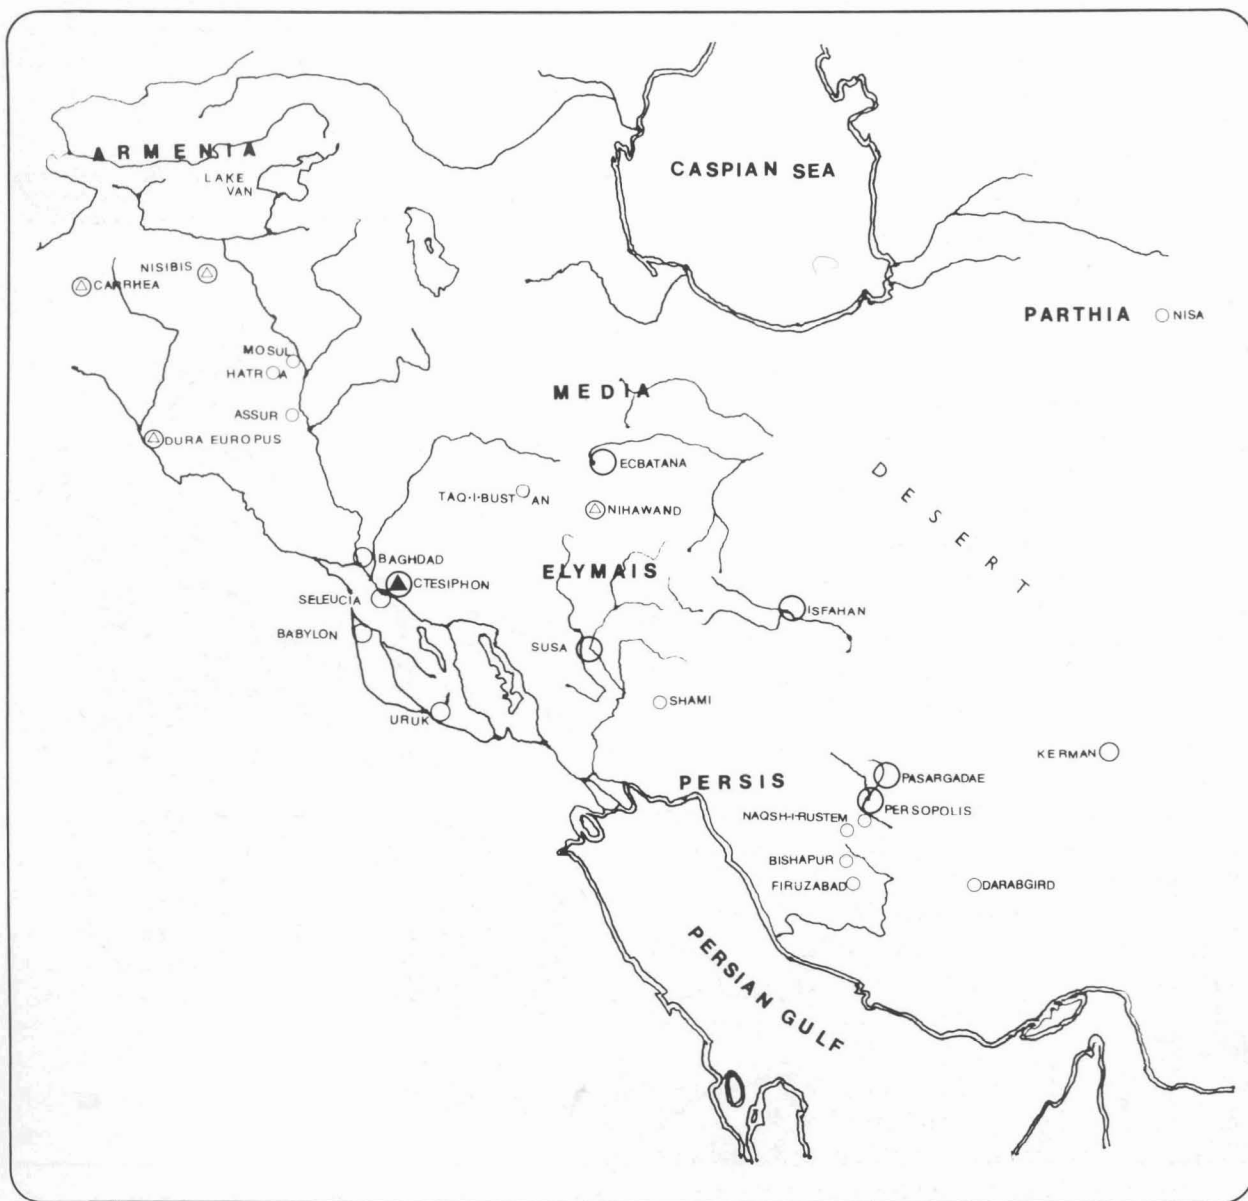 CASPIAN SEA
ARMENIA
LAKE
VAN
NISIBIS
CARRHEA
PARTHIA
NISA
MOSUL
HATRA
MEDIA
ASSUR
DURA EUROPUS
ECBATANA
DESERT
TAQ-I-BUSTAN
NIHAWAND
BAGHDAD
ELYMAIS
CTESIPHON
SELEUCIA
ISFAHAN
BABYLON
SUSA
SHAMI
URUK
KERMAN
PERSIS
PASARGADAE
PERSOPOLIS
NAQSH-I-RUSTEM
BISHAPUR
FIRUZABAD
DARABGIRD
PERSIAN GULF